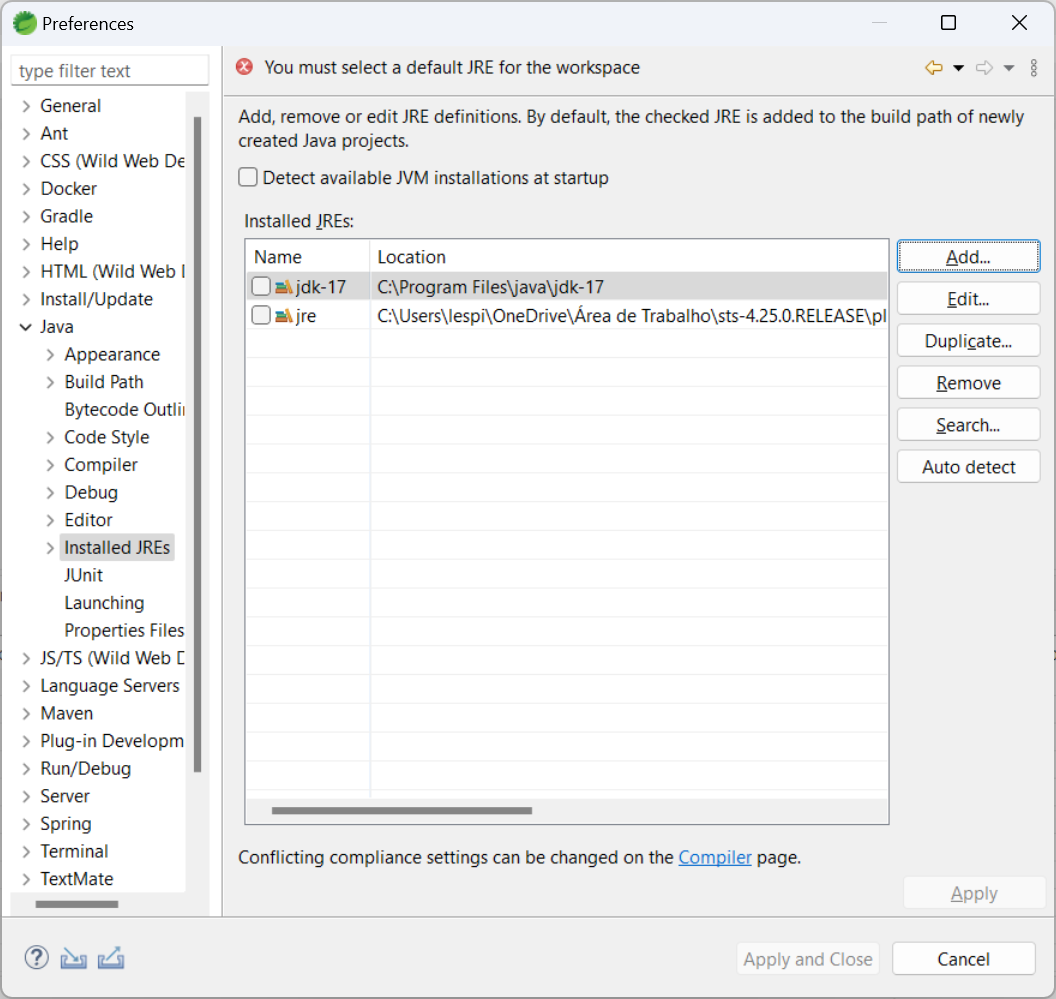 Preferences
type filter text
General
Ant
CSS (Wild Web De
Docker
Gradle
Help
HTML (Wild Web I
Install/Update
Java
Appearance
Build Path
Bytecode Outli
Code Style
Compiler
Debug
Editor
Installed JREs
JUnit
Launching
Properties Files
JS/TS (Wild Web D
Language Servers
Maven
Plug-in Developm
Run/Debug
Server
Spring
Terminal
TextMate
You must select a default JRE for the workspace
Add, remove or edit JRE definitions. By default, the checked JRE is added to the build path of newly
created Java projects.
Detect available JVM installations at startup
Installed JREs:
Name Location
jdk-17 C:\Program Files\java\jdk-17
jre C:\Users\lespi\OneDrive\Área de Trabalho\sts-4.25.0.RELEASE\pl
Add...
Edit...
Duplicate...
Remove
Search...
Auto detect
Conflicting compliance settings can be changed on the Compiler page.
Apply
?
Apply and Close
Cancel